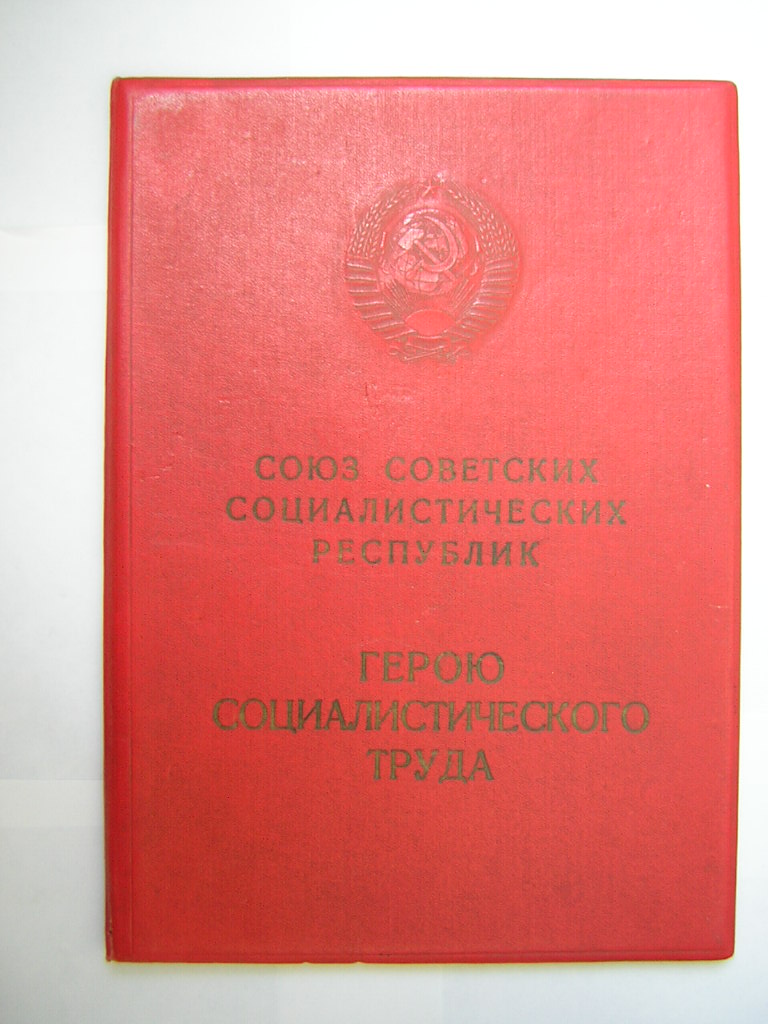 СОЮЗ СОВЕТСКИХ
СОЦИАЛИСТИЧЕСКИХ
РЕСПУБЛИК
ГЕРОЮ
СОЦИАЛИСТИЧЕСКОГО
ТРУДА